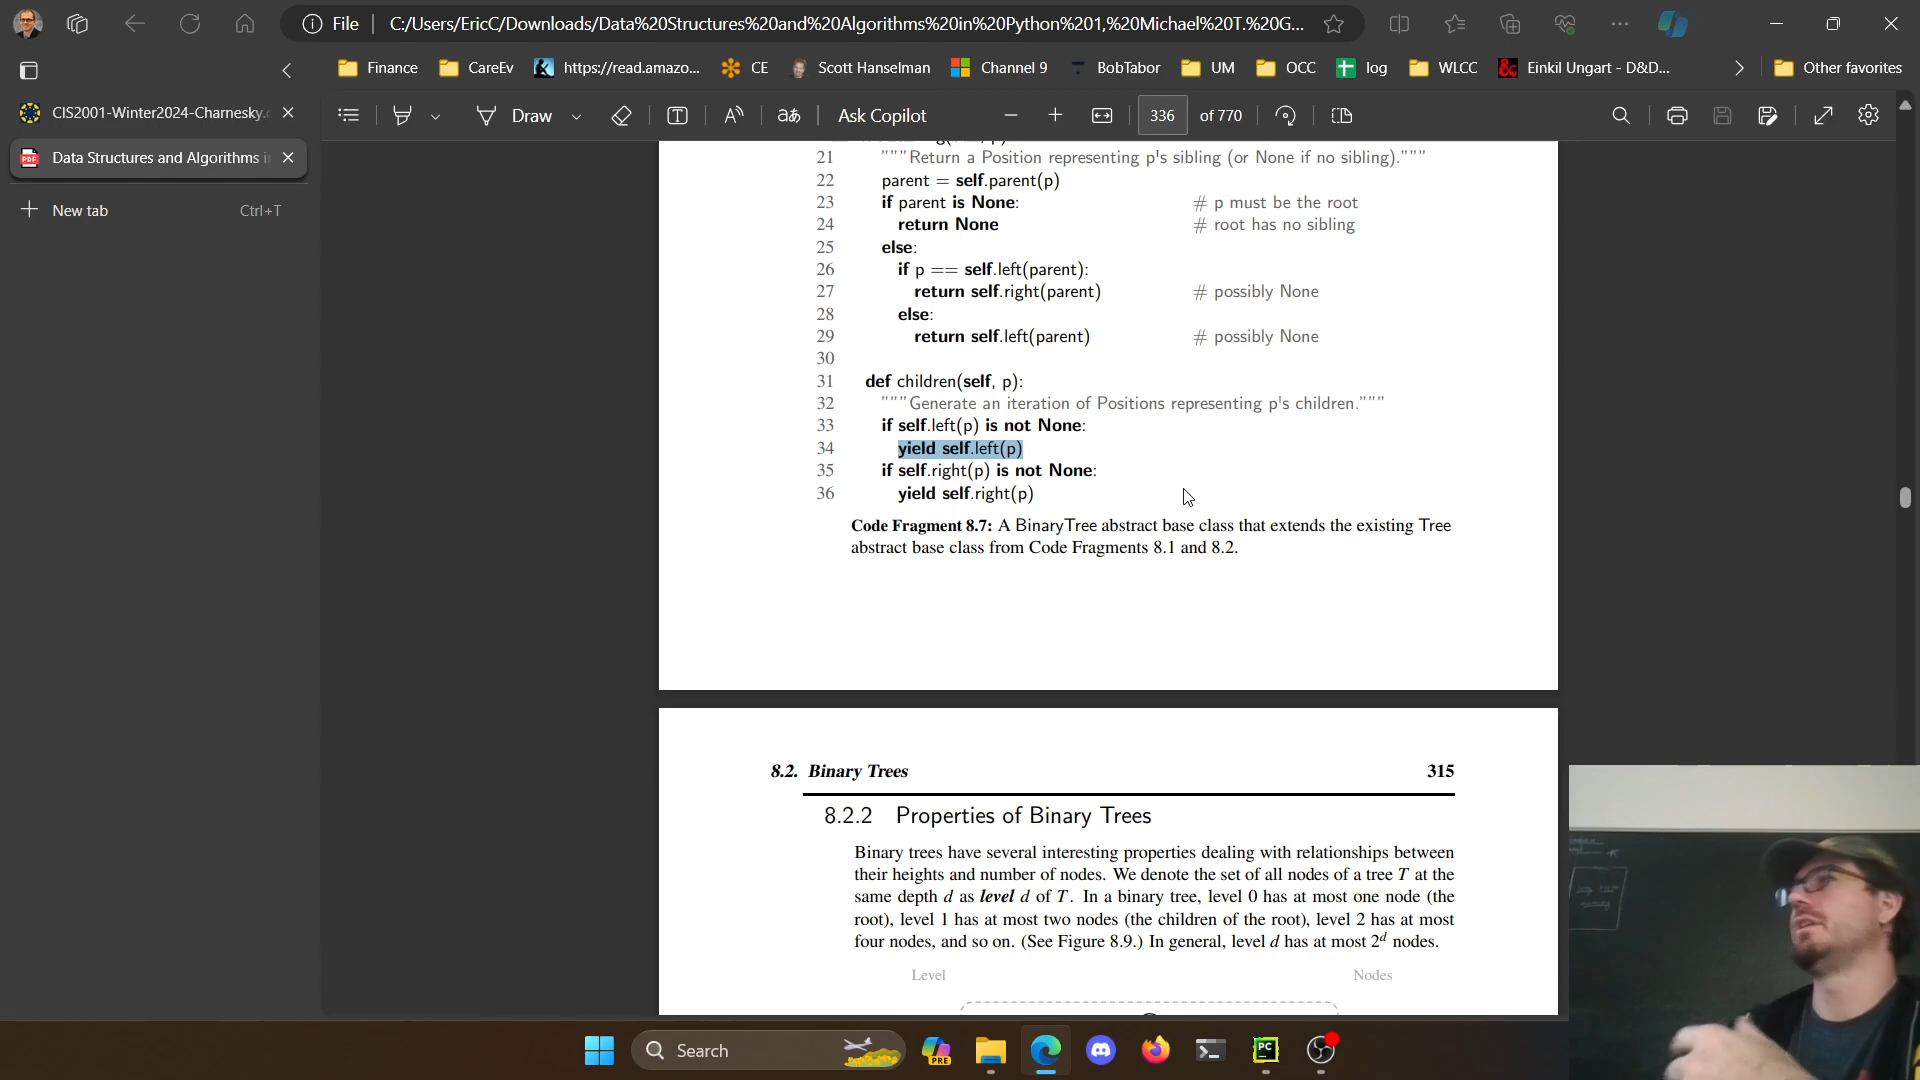 File
C:/Users/EricC/Downloads/Data%20Structures%20and%20Algorithms%20in%20Python%201,%20Michael%20T.%20G...
Finance
CareEv
https://read.amazo...
CE
Scott Hanselman
Channel 9
BobTabor
UM
OCC
log
WLCC
Einkil Ungart - D&D...
Other favorites
CIS2001-Winter2024-Charnesky.
Data Structures and Algorithms i
New tab
Ctrl+T
Draw
Ask Copilot
336
of 770
21 """Return a Position representing p's sibling (or None if no sibling)."""
22 parent = self.parent(p)
23 if parent is None: # p must be the root
24 return None # root has no sibling
25 else:
26 if p == self.left(parent):
27 return self.right(parent) # possibly None
28 else:
29 return self.left(parent) # possibly None
30
31 def children(self, p):
32 """Generate an iteration of Positions representing p's children."""
33 if self.left(p) is not None:
34 yield self.left(p)
35 if self.right(p) is not None:
36 yield self.right(p)
Code Fragment 8.7: A BinaryTree abstract base class that extends the existing Tree
abstract base class from Code Fragments 8.1 and 8.2.
8.2. Binary Trees 315
8.2.2 Properties of Binary Trees
Binary trees have several interesting properties dealing with relationships between
their heights and number of nodes. We denote the set of all nodes of a tree T at the
same depth d as level d of T. In a binary tree, level 0 has at most one node (the
root), level 1 has at most two nodes (the children of the root), level 2 has at most
four nodes, and so on. (See Figure 8.9.) In general, level d has at most 2^d nodes.
Level Nodes
Search
PRE
PC